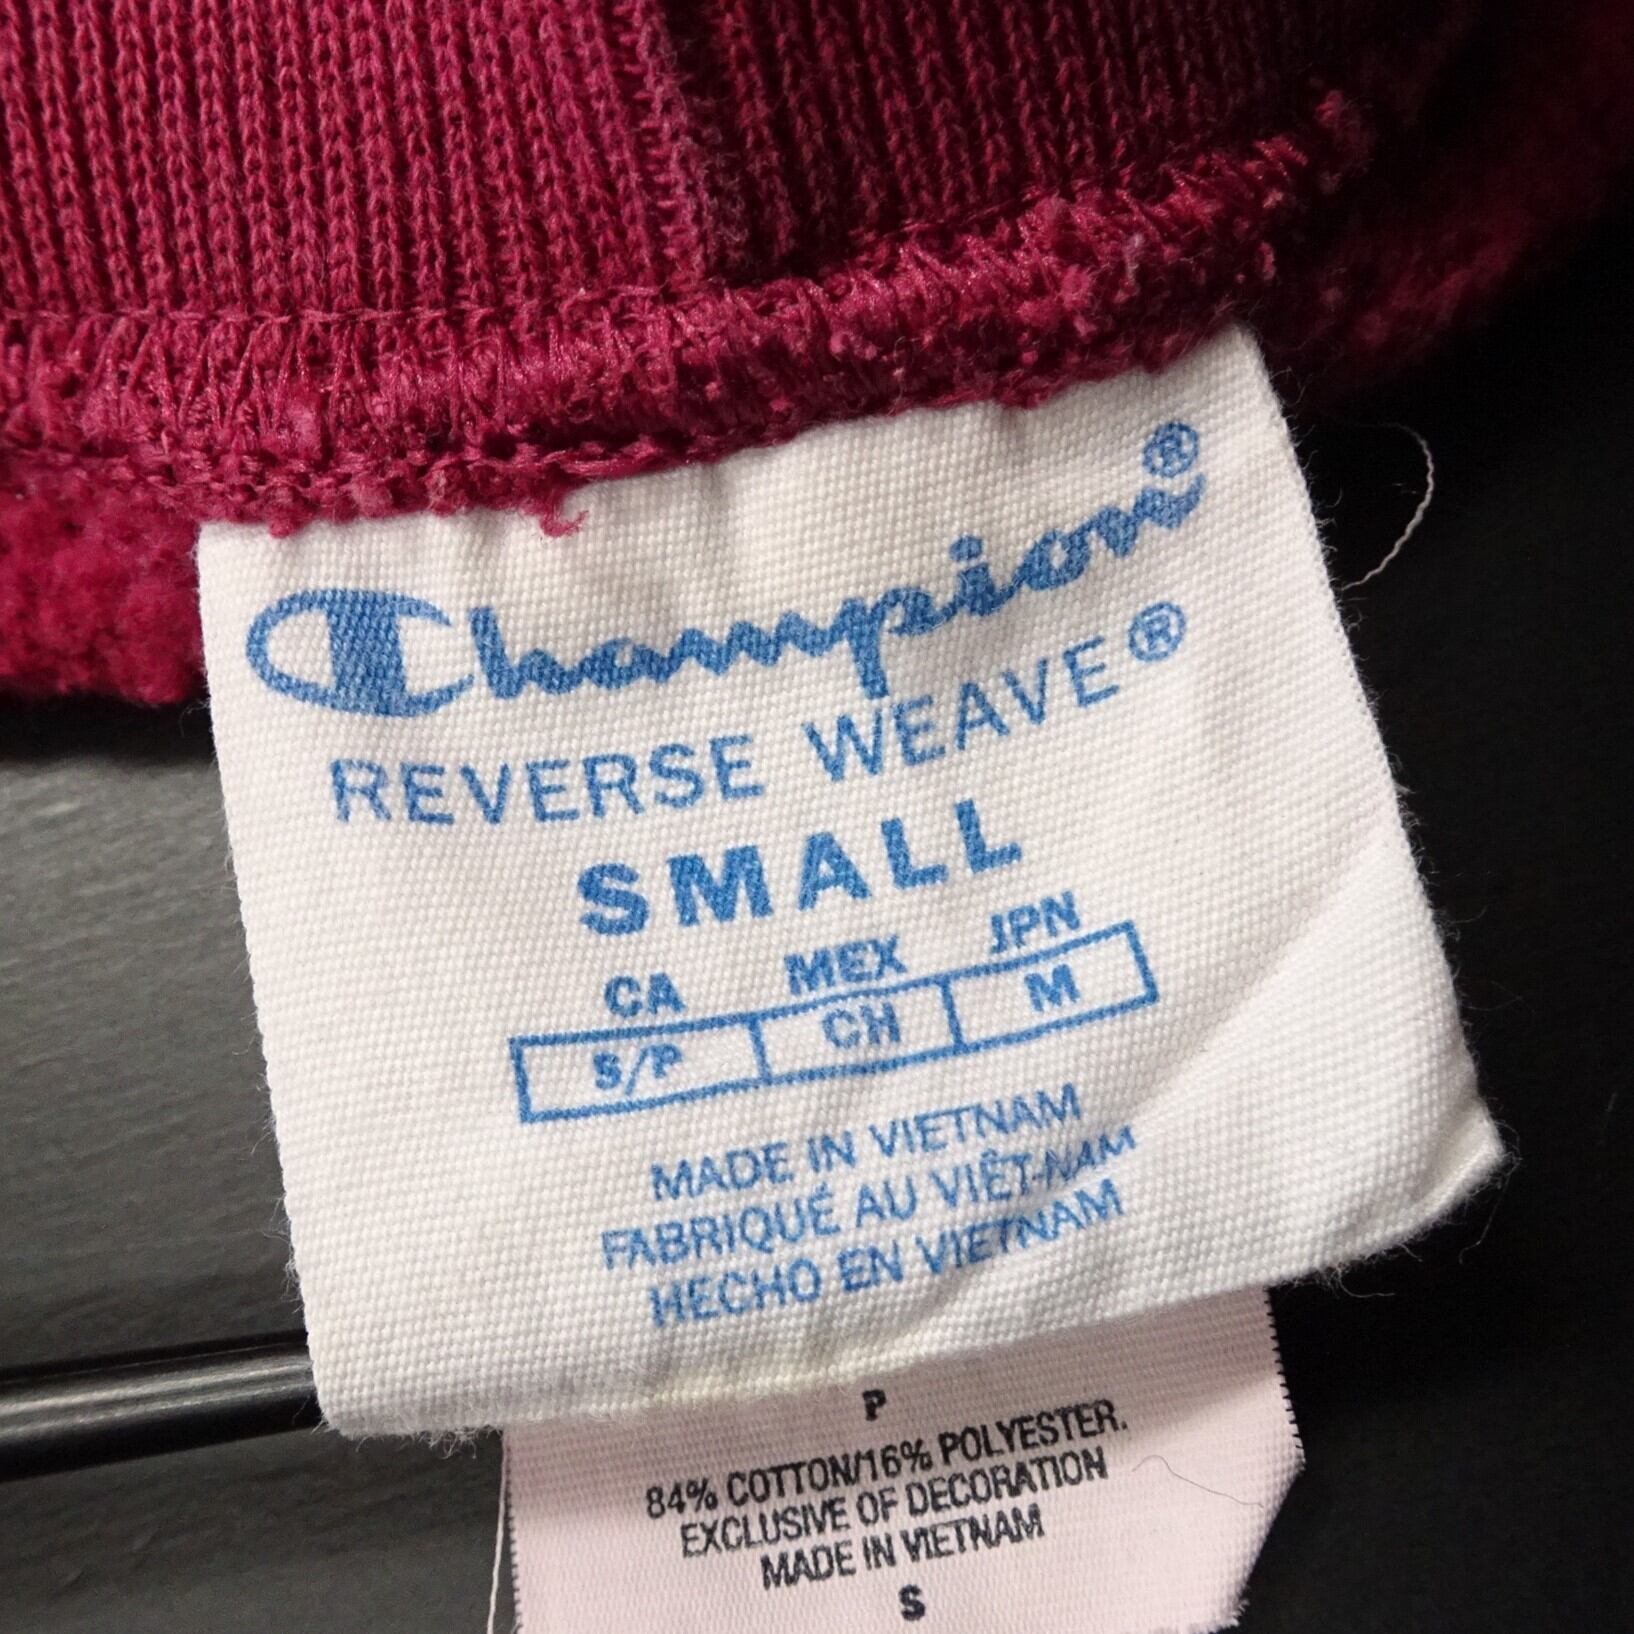 Champion®
REVERSE WEAVE®
SMALL
CA MEX JPN
S/P CH M
MADE IN VIETNAM
FABRIQUÉ AU VIÊT-NAM
HECHO EN VIETNAM
P
84% COTTON/16% POLYESTER.
EXCLUSIVE OF DECORATION
MADE IN VIETNAM
S